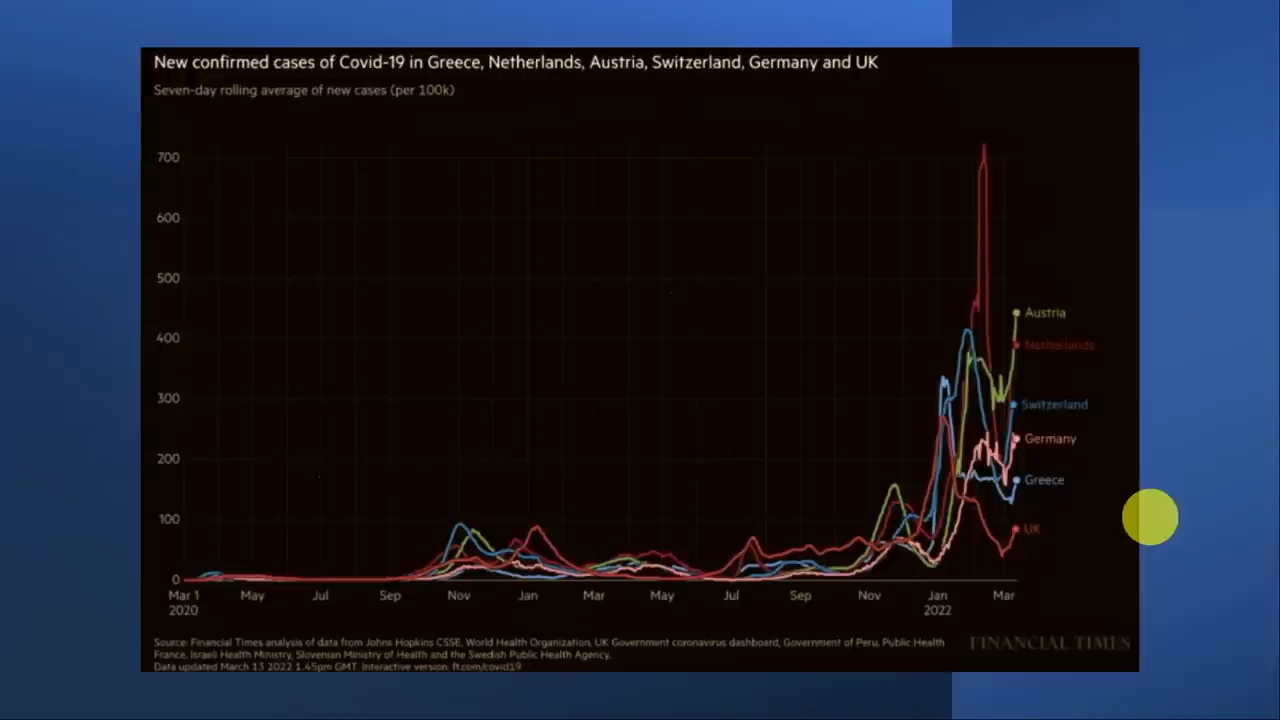 New confirmed cases of Covid-19 in Greece, Netherlands, Austria, Switzerland, Germany and UK
Seven-day rolling average of new cases (per 100k)
700
600
500
400
300
200
100
0
Austria
Netherlands
Switzerland
Germany
Greece
UK
Mar 1 May Jul Sep Nov Jan Mar May Jul Sep Nov Jan Mar
2020 2022
Source: Financial Times analysis of data from Johns Hopkins CSSE, World Health Organization, UK Government coronavirus dashboard, Government of Peru, Public Health
France, Israeli Health Ministry, Slovenian Ministry of Health and the Swedish Public Health Agency.
Data updated March 13 2022 1.45pm GMT. Interactive version: ft.com/covid19
FINANCIAL TIMES